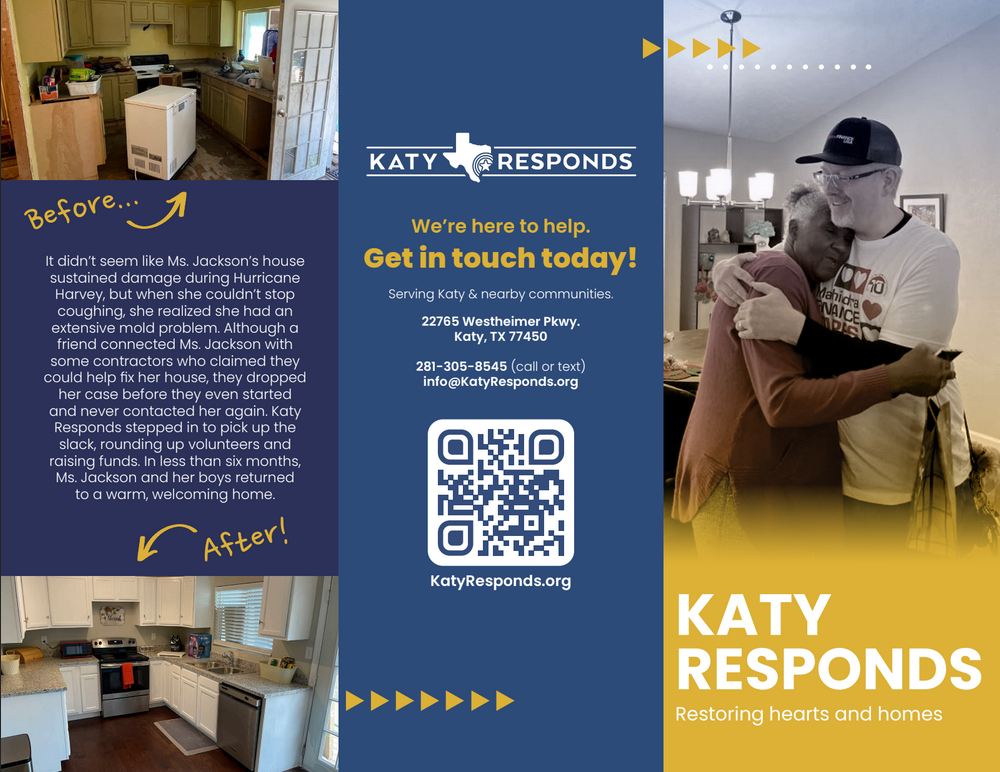 Before...
It didn’t seem like Ms. Jackson’s house
sustained damage during Hurricane
Harvey, but when she couldn’t stop
coughing, she realized she had an
extensive mold problem. Although a
friend connected Ms. Jackson with
some contractors who claimed they
could help fix her house, they dropped
her case before they even started
and never contacted her again. Katy
Responds stepped in to pick up the
slack, rounding up volunteers and
raising funds. In less than six months,
Ms. Jackson and her boys returned
to a warm, welcoming home.
After!
KATY RESPONDS
We’re here to help.
Get in touch today!
Serving Katy & nearby communities.
22765 Westheimer Pkwy.
Katy, TX 77450
281-305-8545 (call or text)
info@KatyResponds.org
KatyResponds.org
Mahindra
KATY
RESPONDS
Restoring hearts and homes